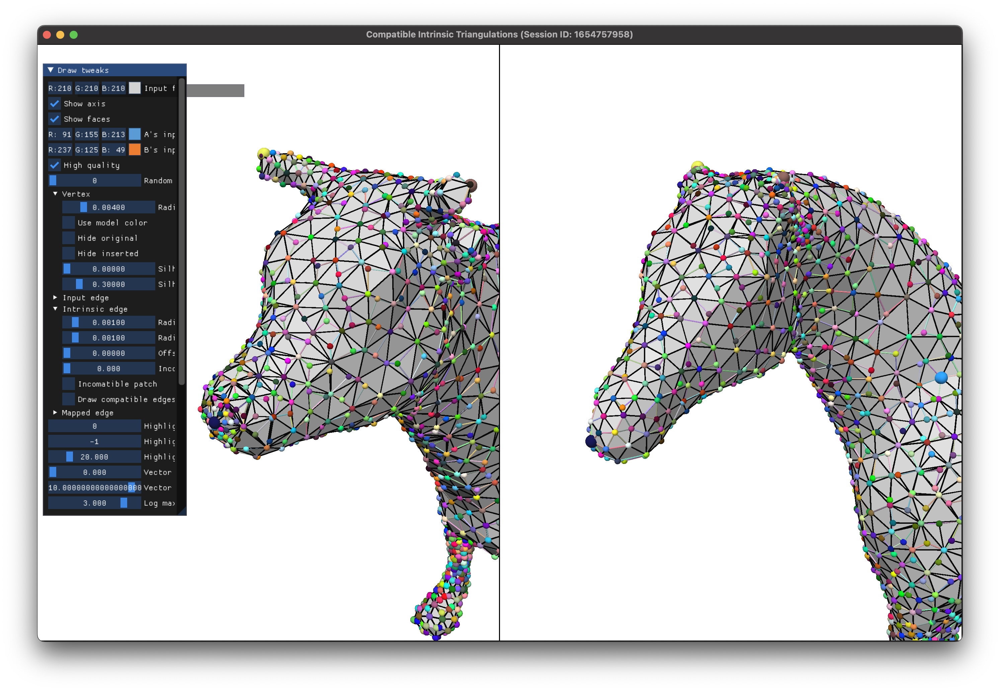 Compatible Intrinsic Triangulations (Session ID: 1654757958)
Draw tweaks
R:210 G:210 B:210 Input f
Show axis
Show faces
R: 91 G:155 B:213 A's inp
R:237 G:125 B: 49 B's inp
High quality
0 Random
Vertex
0.00400 Radi
Use model color
Hide original
Hide inserted
0.00000 Silh
0.30000 Silh
Input edge
Intrinsic edge
0.00100 Radi
0.00100 Radi
0.00000 Offs
0.000 Inco
Incomatible patch
Draw compatible edges
Mapped edge
0 Highlig
-1 Highlig
20.000 Highlig
0.000 Vector
10.00000000000000000 Vector
3.000 Log max